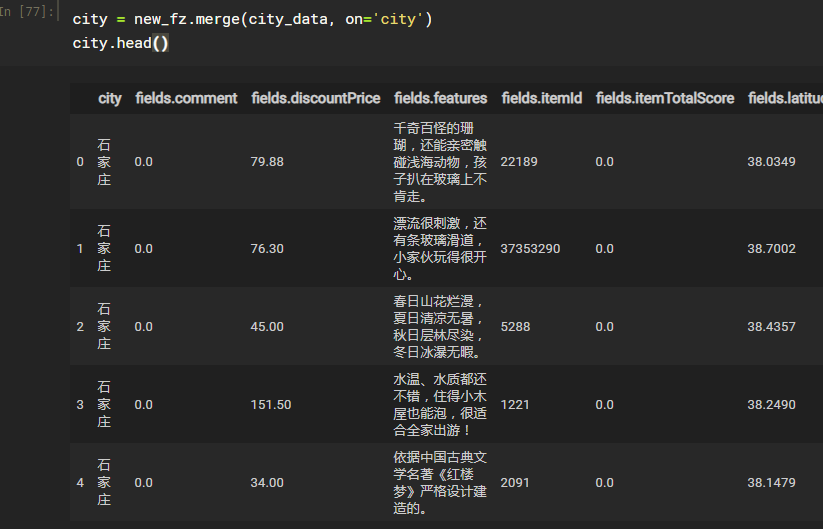 In [77]:
city = new_fz.merge(city_data, on='city')
city.head()
city fields.comment fields.discountPrice fields.features fields.itemId fields.itemTotalScore fields.latitu
千奇百怪的珊
石 瑚，还能亲密触
0 家 0.0 79.88 碰浅海动物，孩 22189 0.0 38.0349
庄 子扒在玻璃上不
肯走。
漂流很刺激，还
石 有条玻璃滑道，
1 家 0.0 76.30 小家伙玩得很开 37353290 0.0 38.7002
庄 心。
春日山花烂漫，
石 夏日清凉无暑，
2 家 0.0 45.00 秋日层林尽染， 5288 0.0 38.4357
庄 冬日冰瀑无暇。
水温、水质都还
石 不错，住得小木
3 家 0.0 151.50 屋也能泡，很适 1221 0.0 38.2490
庄 合全家出游！
依据中国古典文
石 学名著《红楼
4 家 0.0 34.00 梦》严格设计建 2091 0.0 38.1479
庄 造的。